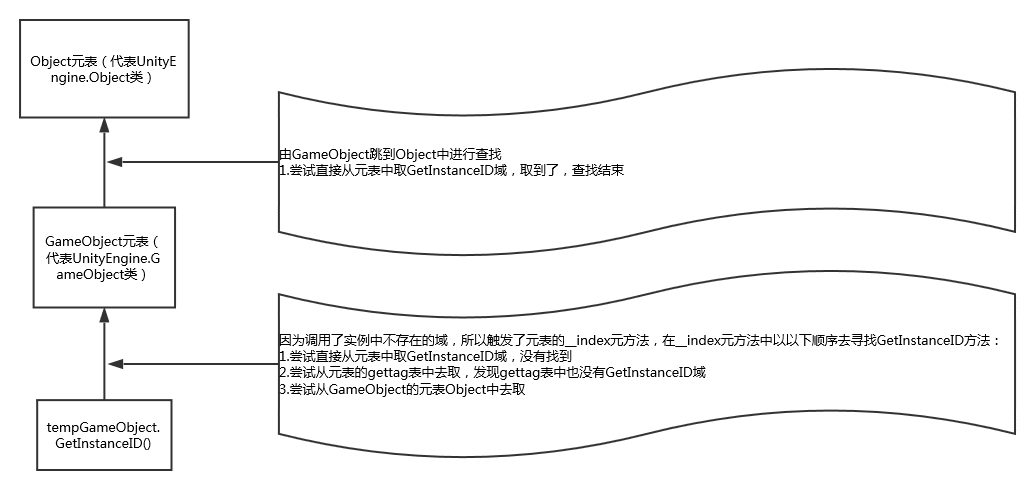 Object元表（代表UnityE
ngine.Object类）
由GameObject跳到Object中进行查找
1.尝试直接从元表中取GetInstanceID域，取到了，查找结束
GameObject元表（
代表UnityEngine.G
ameObject类）
因为调用了实例中不存在的域，所以触发了元表的__index元方法，在__index元方法中以以下顺序去寻找GetInstanceID方法：
1.尝试直接从元表中取GetInstanceID域，没有找到
2.尝试从元表的gettag表中去取，发现gettag表中也没有GetInstanceID域
3.尝试从GameObject的元表Object中去取
tempGameObject.
GetInstanceID()